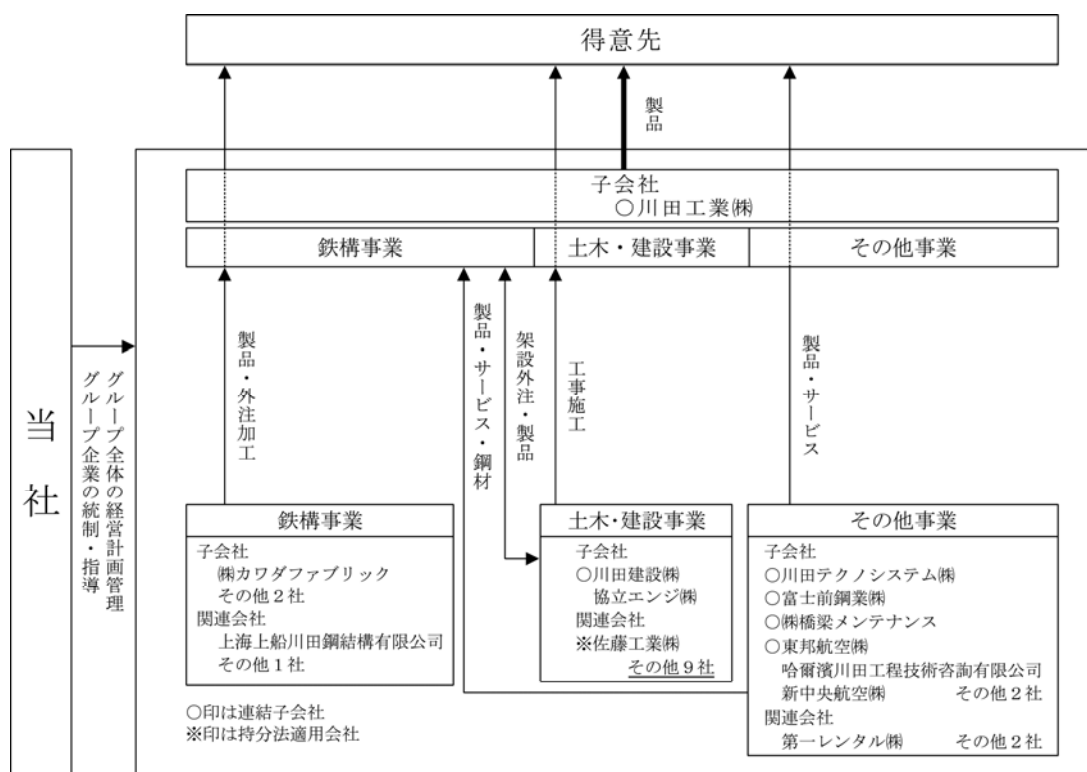 得意先
製品
子会社
○川田工業㈱
鉄構事業
土木・建設事業
その他事業
当社
グループ全体の経営計画管理
グループ企業の統制・指導
製品・外注加工
製品・サービス・鋼材
架設外注・製品
工事施工
製品・サービス
鉄構事業
子会社
㈱カワダファブリック
その他2社
関連会社
上海上船川田鋼結構有限公司
その他1社
土木・建設事業
子会社
○川田建設㈱
協立エンジ㈱
関連会社
※佐藤工業㈱
その他9社
その他事業
子会社
○川田テクノシステム㈱
○富士前鋼業㈱
○㈱橋梁メンテナンス
○東邦航空㈱
哈爾濱川田工程技術咨詢有限公司
新中央航空㈱ その他2社
関連会社
第一レンタル㈱ その他2社
○印は連結子会社
※印は持分法適用会社